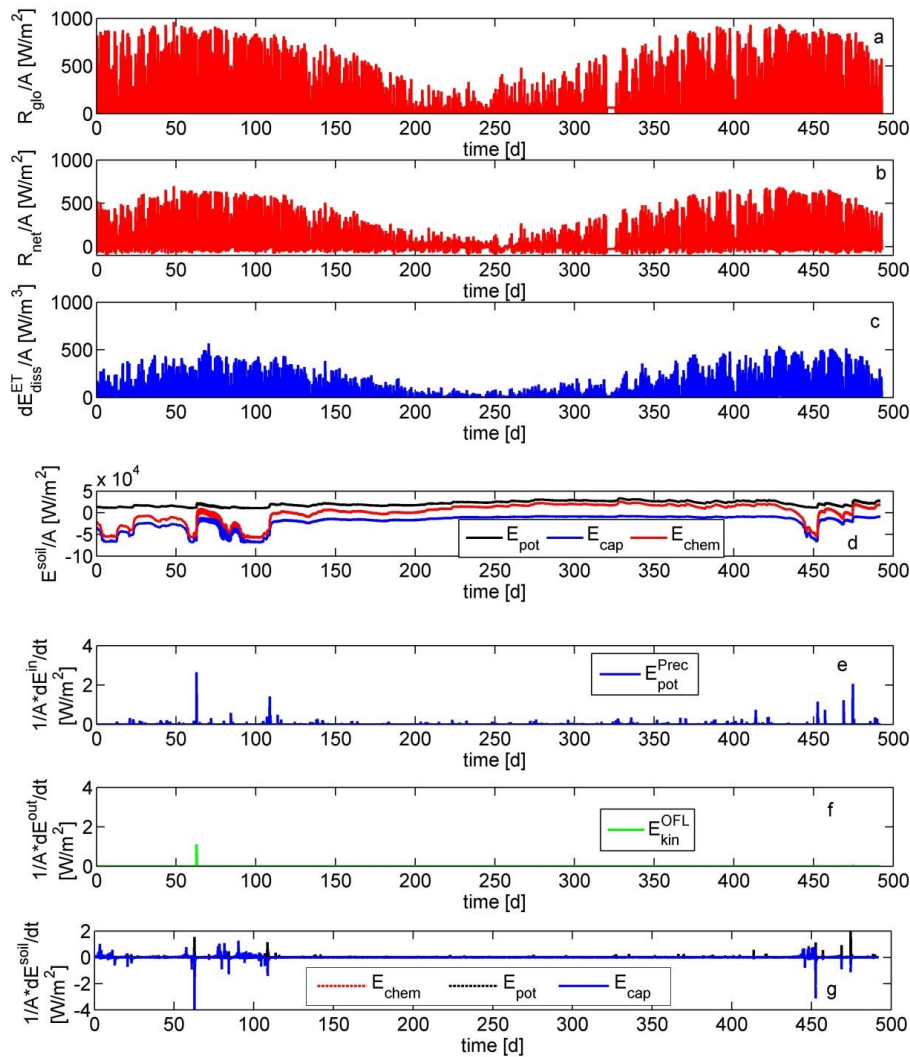 1000
500
0
R_glo/A [W/m²]
a
0 50 100 150 200 250 300 350 400 450 500
time [d]
1000
500
0
R_net/A [W/m²]
b
0 50 100 150 200 250 300 350 400 450 500
time [d]
1000
500
0
dE_diss^ET/A [W/m³]
c
0 50 100 150 200 250 300 350 400 450 500
time [d]
x 10⁴
5
0
-5
-10
E^soil/A [W//m²]
E_pot E_cap E_chem
d
0 50 100 150 200 250 300 350 400 450 500
time [d]
4
2
0
1/A*dE^in/dt
[W/m²]
E_pot^Prec
e
0 50 100 150 200 250 300 350 400 450 500
time [d]
4
2
0
1/A*dE^out/dt
[W/m²]
E_kin^OFL
f
0 50 100 150 200 250 300 350 400 450 500
time [d]
2
0
-2
-4
1/A*dE^soil/dt
[W/m²]
E_chem E_pot E_cap
g
0 50 100 150 200 250 300 350 400 450 500
time [d]